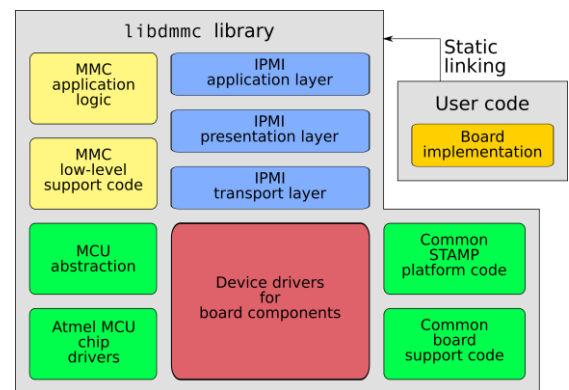 libdmmc library
MMC
application
logic
IPMI
application layer
IPMI
presentation layer
MMC
low-level
support code
IPMI
transport layer
MCU
abstraction
Device drivers
for
board components
Common
STAMP
platform code
Atmel MCU
chip
drivers
Common
board
support code
Static
linking
User code
Board
implementation